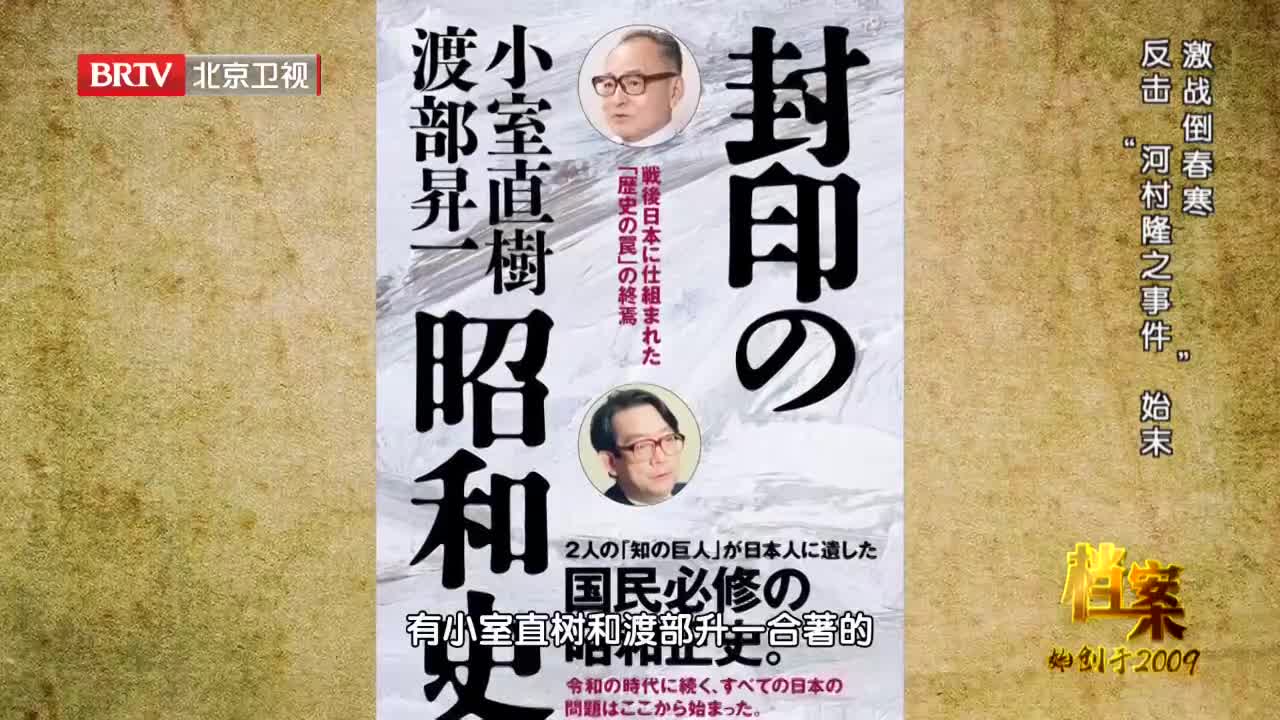 BRTV 北京卫视
激战倒春寒
反击“河村隆之事件”始末
封印の
昭和史
小室直樹
渡部昇一
戦後日本に仕組まれた
「歴史の罠」の終焉
2人の「知の巨人」が日本人に遺した
国民必修の
昭和正史。
令和の時代に続く、すべての日本の
問題はここから始まった。
有小室直树和渡部升一合著的
档案
始创于2009